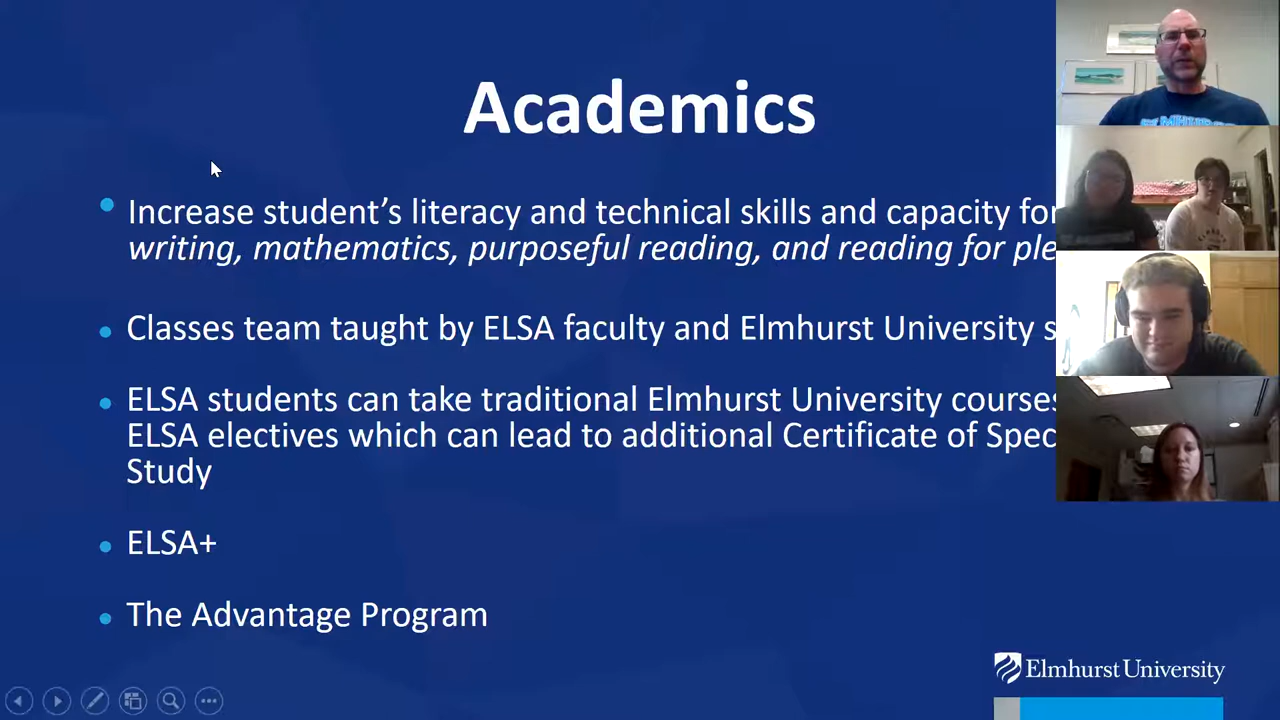 Academics
Increase student’s literacy and technical skills and capacity for
writing, mathematics, purposeful reading, and reading for
Classes team taught by ELSA faculty and Elmhurst University
ELSA students can take traditional Elmhurst University courses
ELSA electives which can lead to additional Certificate of
Study
ELSA+
The Advantage Program
Elmhurst University